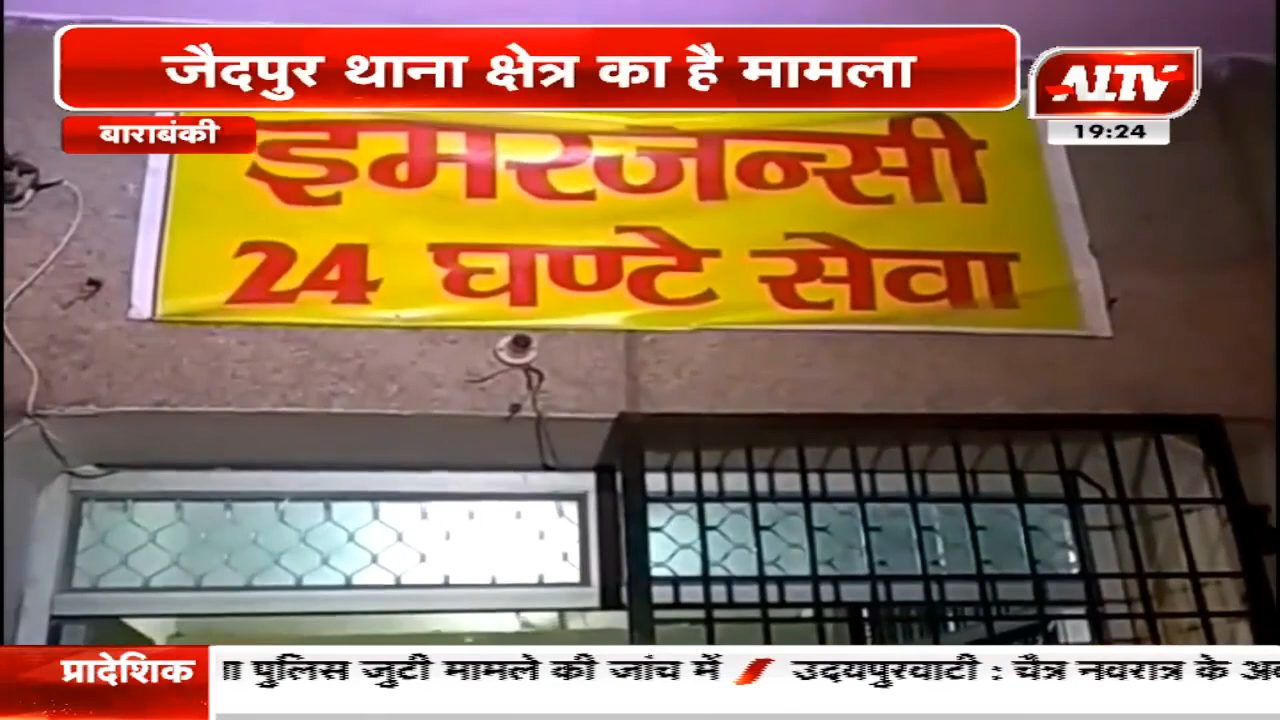 जैदपुर थाना क्षेत्र का है मामला
ALTV
19:24
बाराबंकी
इमरजेन्सी
24 घण्टे सेवा
प्रादेशिक
पुलिस जुटी मामले की जांच में
उदयपुरवाटी : चैत्र नवरात्र के